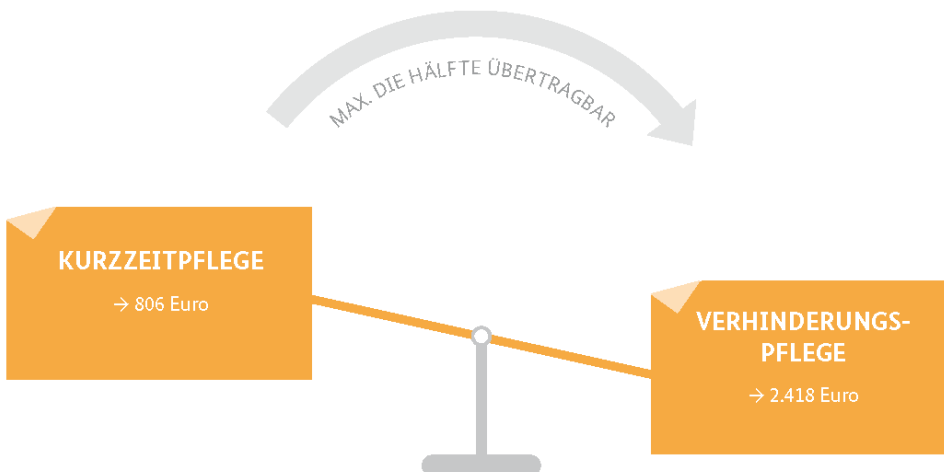 MAX. DIE HÄLFTE ÜBERTRAGBAR
KURZZEITPFLEGE
→ 806 Euro
VERHINDERUNGS-
PFLEGE
→ 2.418 Euro